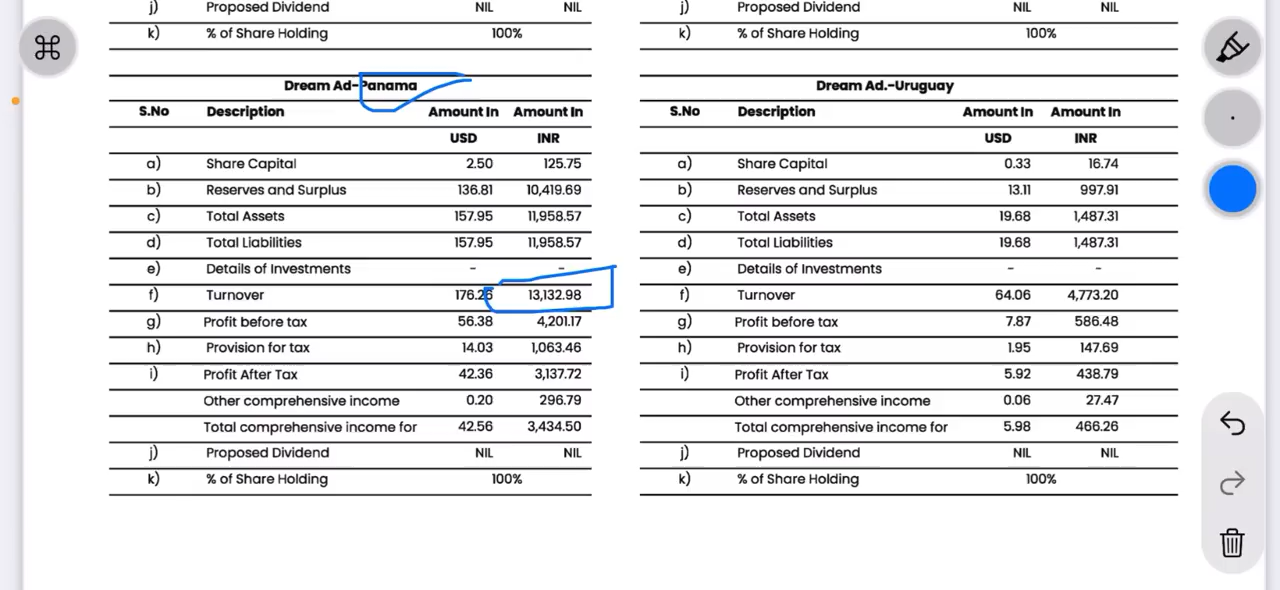 j) Proposed Dividend NIL NIL
k) % of Share Holding 100%
Dream Ad-Panama
S.No Description Amount In Amount In
USD INR
a) Share Capital 2.50 125.75
b) Reserves and Surplus 136.81 10,419.69
c) Total Assets 157.95 11,958.57
d) Total Liabilities 157.95 11,958.57
e) Details of Investments - -
f) Turnover 176.26 13,132.98
g) Profit before tax 56.38 4,201.17
h) Provision for tax 14.03 1,063.46
i) Profit After Tax 42.36 3,137.72
Other comprehensive income 0.20 296.79
Total comprehensive income for 42.56 3,434.50
j) Proposed Dividend NIL NIL
k) % of Share Holding 100%
j) Proposed Dividend NIL NIL
k) % of Share Holding 100%
Dream Ad.-Uruguay
S.No Description Amount In Amount In
USD INR
a) Share Capital 0.33 16.74
b) Reserves and Surplus 13.11 997.91
c) Total Assets 19.68 1,487.31
d) Total Liabilities 19.68 1,487.31
e) Details of Investments - -
f) Turnover 64.06 4,773.20
g) Profit before tax 7.87 586.48
h) Provision for tax 1.95 147.69
i) Profit After Tax 5.92 438.79
Other comprehensive income 0.06 27.47
Total comprehensive income for 5.98 466.26
j) Proposed Dividend NIL NIL
k) % of Share Holding 100%